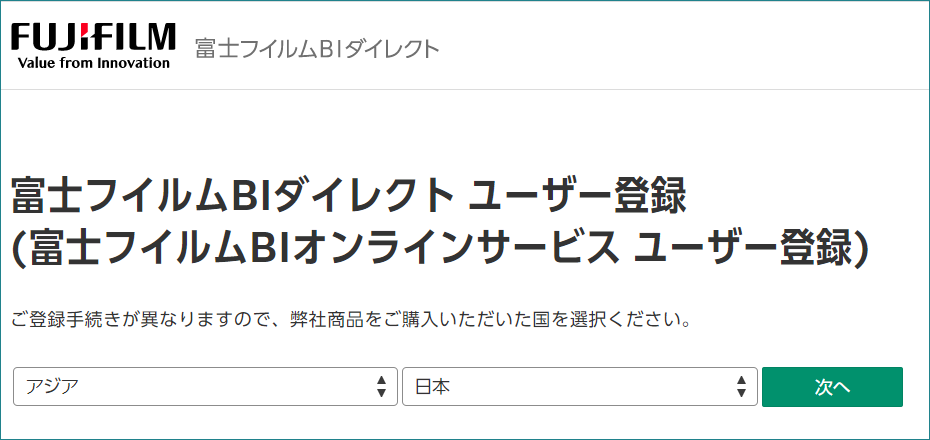 FUJIFILM
Value from Innovation
富士フイルムBIダイレクト
富士フイルムBIダイレクト ユーザー登録
(富士フイルムBIオンラインサービス ユーザー登録)
ご登録手続きが異なりますので、弊社商品をご購入いただいた国を選択ください。
アジア 日本 次へ